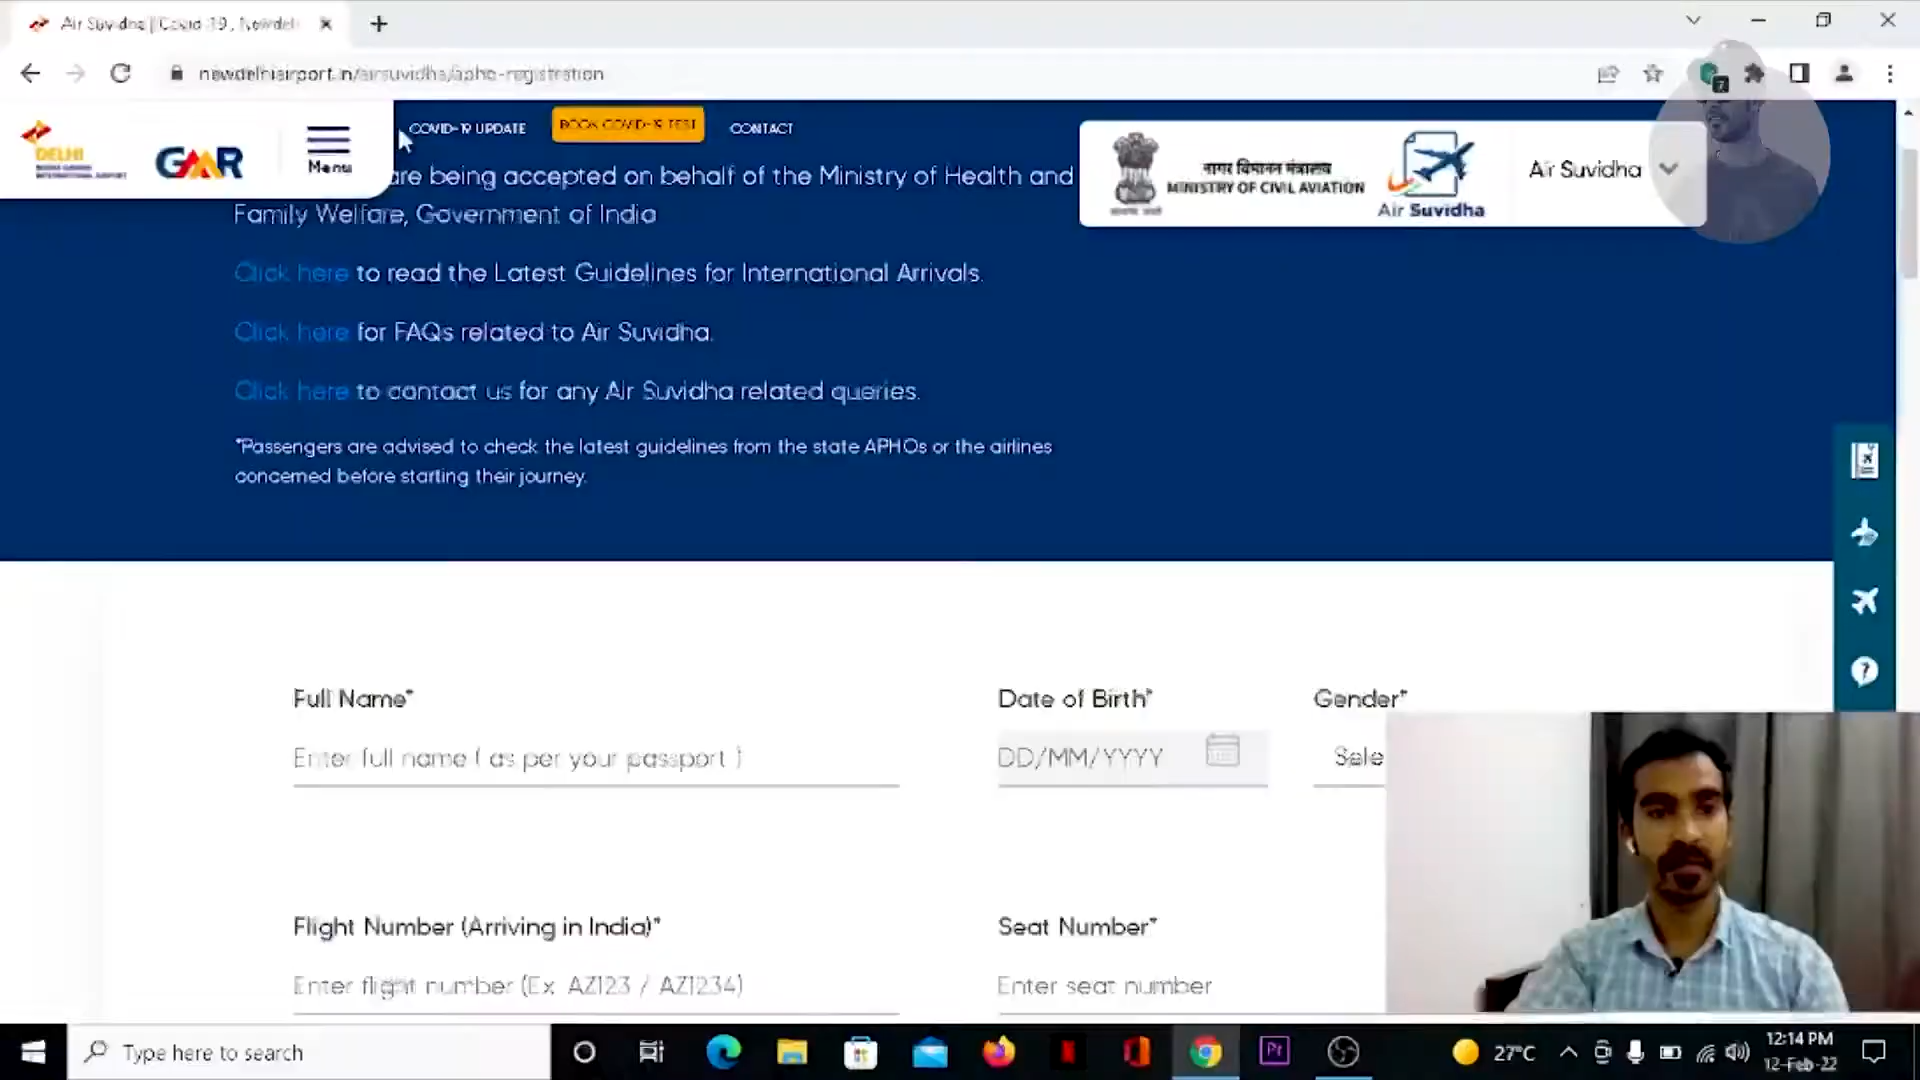 Air Suvidha | Covid-19, Newdel
newdelhiairport.in/airsuvidha/apho-registration
DELHI
GMR
Menu
COVID-19 UPDATE
BOOK COVID-19 TEST
CONTACT
नागर विमानन मंत्रालय
MINISTRY OF CIVIL AVIATION
Air Suvidha
Air Suvidha
are being accepted on behalf of the Ministry of Health and
Family Welfare, Government of India
Click here to read the Latest Guidelines for International Arrivals.
Click here for FAQs related to Air Suvidha.
Click here to contact us for any Air Suvidha related queries.
*Passengers are advised to check the latest guidelines from the state APHOs or the airlines
concerned before starting their journey.
Full Name*
Date of Birth*
Gender*
Enter full name ( as per your passport )
DD/MM/YYYY
Sele
Flight Number (Arriving in India)*
Seat Number*
Enter flight number (Ex AZ123 / AZ1234)
Enter seat number
Type here to search
Pr
27°C
12:14 PM
12-Feb-22